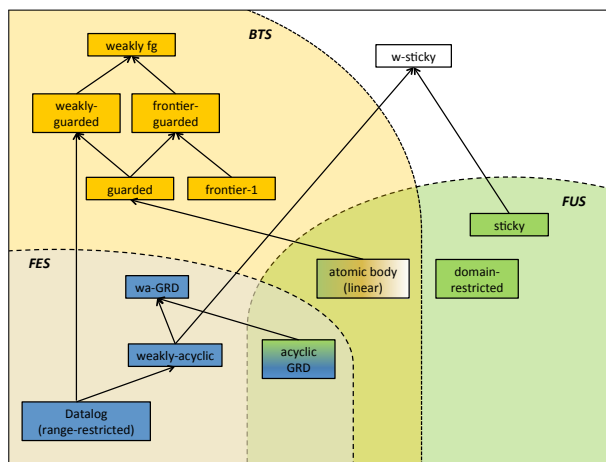 BTS
weakly fg
w-sticky
weakly-
guarded
frontier-
guarded
guarded
frontier-1
FUS
sticky
FES
atomic body
(linear)
domain-
restricted
wa-GRD
weakly-acyclic
acyclic
GRD
Datalog
(range-restricted)